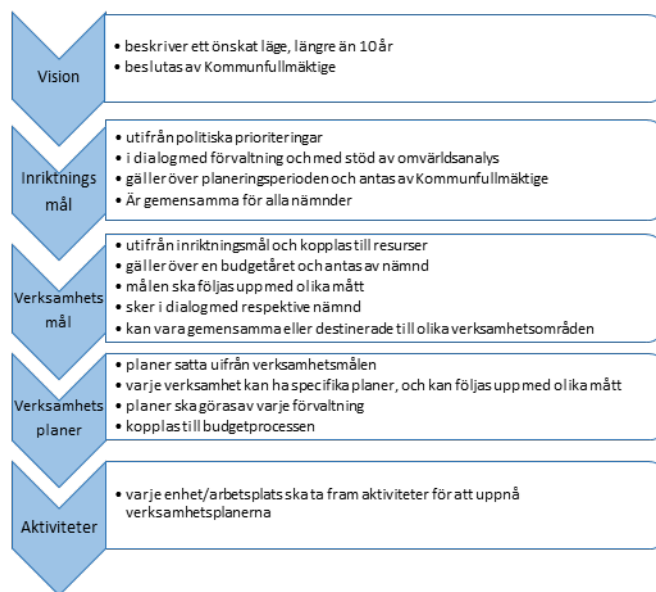 Vision
• beskriver ett önskat läge, längre än 10 år
• beslutas av Kommunfullmäktige
Inriktnings
mål
• utifrån politiska prioriteringar
• i dialog med förvaltning och med stöd av omvärldsanalys
• gäller över planeringsperioden och antas av Kommunfullmäktige
• Är gemensamma för alla nämnder
Verksamhets
mål
• utifrån inriktningsmål och kopplas till resurser
• gäller över en budgetåret och antas av nämnd
• målen ska följas upp med olika mått
• sker i dialog med respektive nämnd
• kan vara gemensamma eller destinerade till olika verksamhetsområden
Verksamhets
planer
• planer satta uifrån verksamhetsmålen
• varje verksamhet kan ha specifika planer, och kan följas upp med olika mått
• planer ska göras av varje förvaltning
• kopplas till budgetprocessen
Aktiviteter
• varje enhet/arbetsplats ska ta fram aktiviteter för att uppnå
verksamhetsplanerna